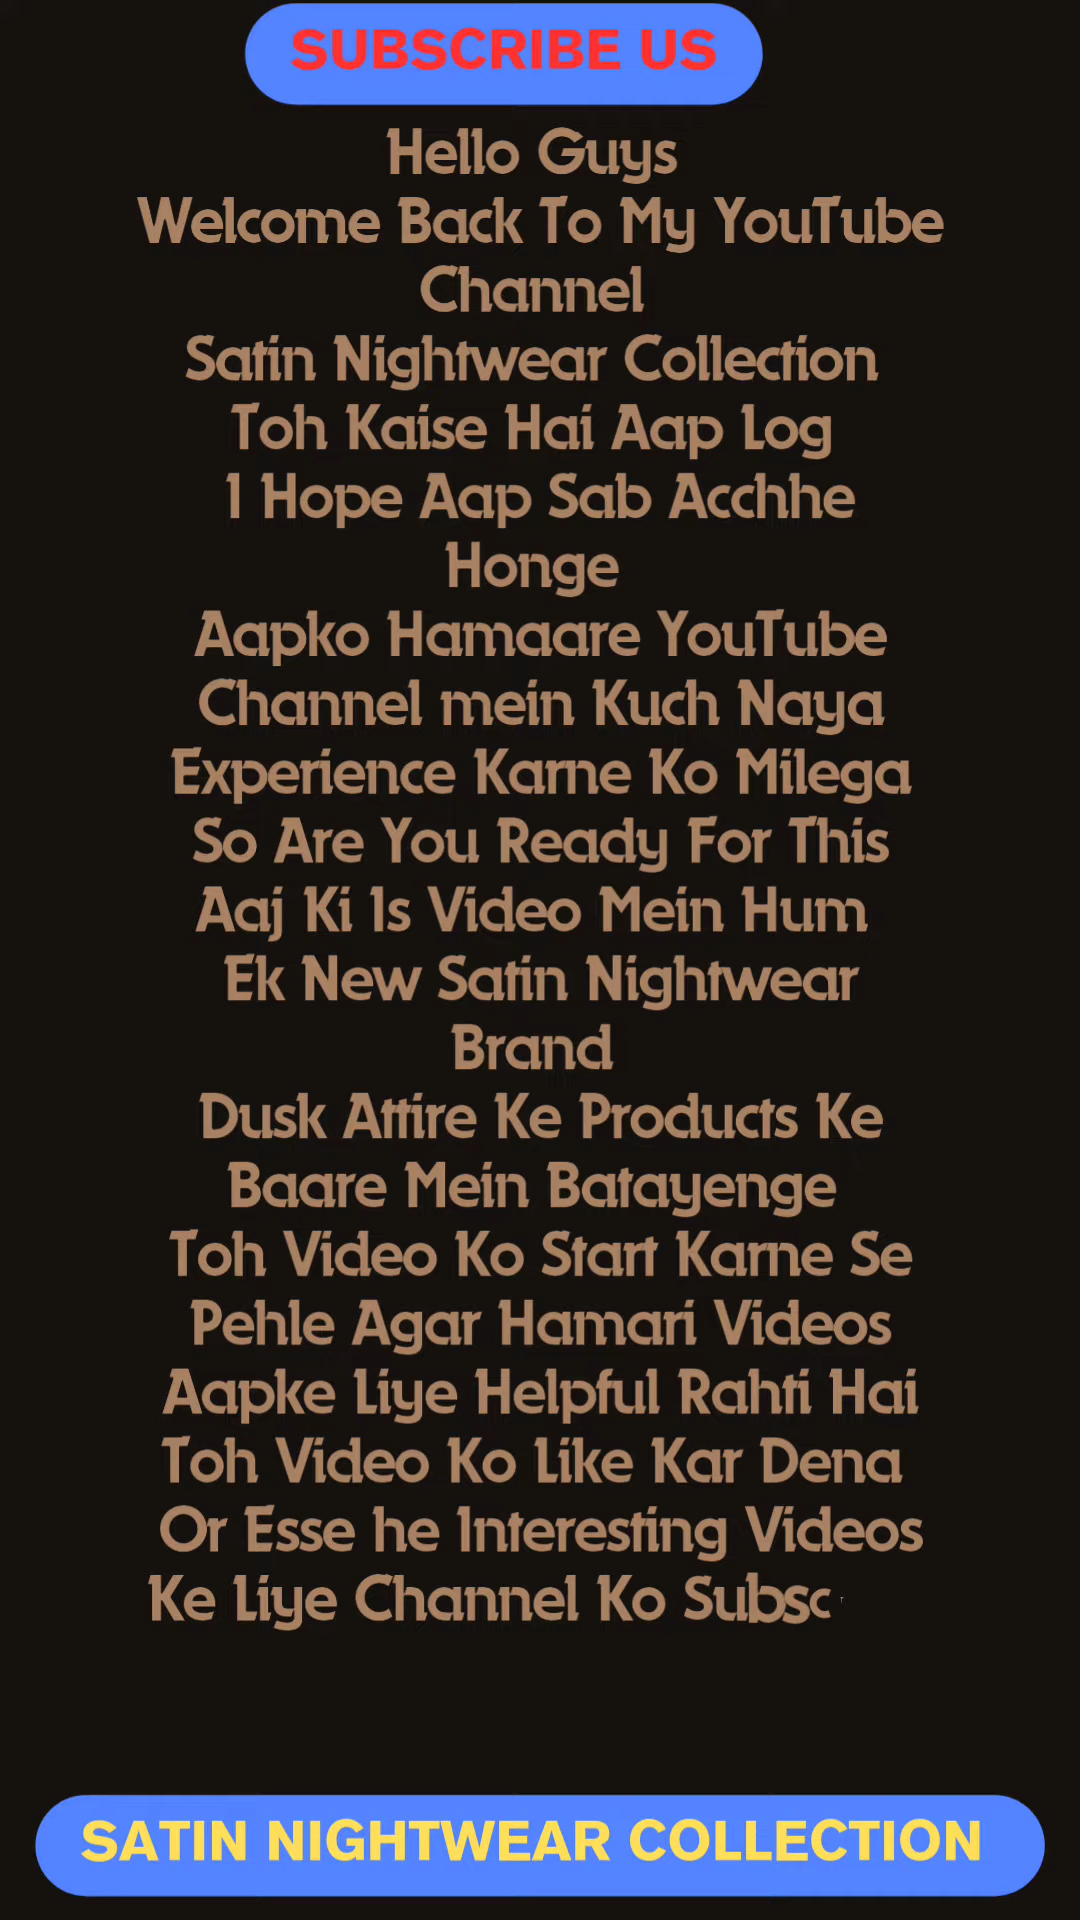 SUBSCRIBE US
Hello Guys
Welcome Back To My YouTube
Channel
Satin Nightwear Collection
Toh Kaise Hai Aap Log
I Hope Aap Sab Acchhe
Honge
Aapko Hamaare YouTube
Channel mein Kuch Naya
Experience Karne Ko Milega
So Are You Ready For This
Aaj Ki Is Video Mein Hum
Ek New Satin Nightwear
Brand
Dusk Attire Ke Products Ke
Baare Mein Batayenge
Toh Video Ko Start Karne Se
Pehle Agar Hamari Videos
Aapke Liye Helpful Rahti Hai
Toh Video Ko Like Kar Dena
Or Esse he Interesting Videos
Ke Liye Channel Ko Subsc
SATIN NIGHTWEAR COLLECTION